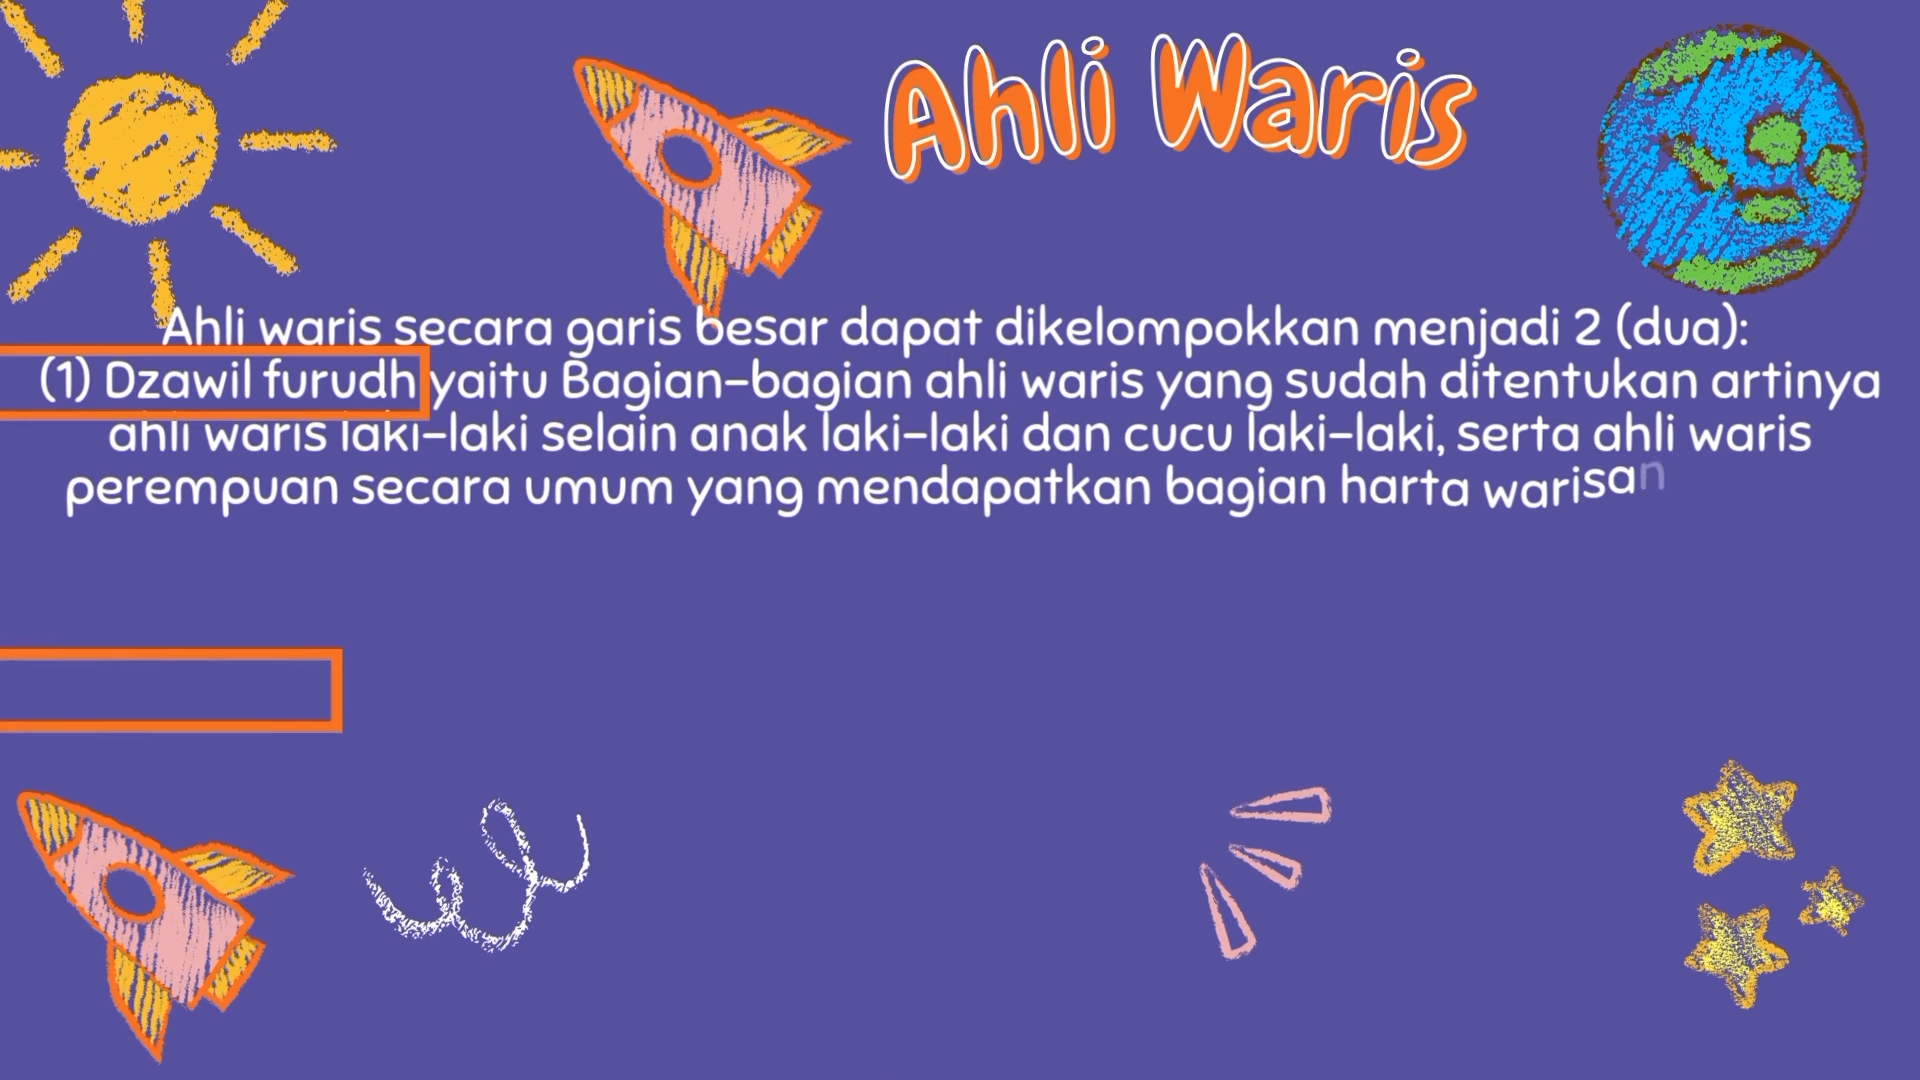 Ahli Waris
Ahli waris secara garis besar dapat dikelompokkan menjadi 2 (dua):
(1) Dzawil furudh yaitu Bagian-bagian ahli waris yang sudah ditentukan artinya
ahli waris laki-laki selain anak laki-laki dan cucu laki-laki, serta ahli waris
perempuan secara umum yang mendapatkan bagian harta warisan